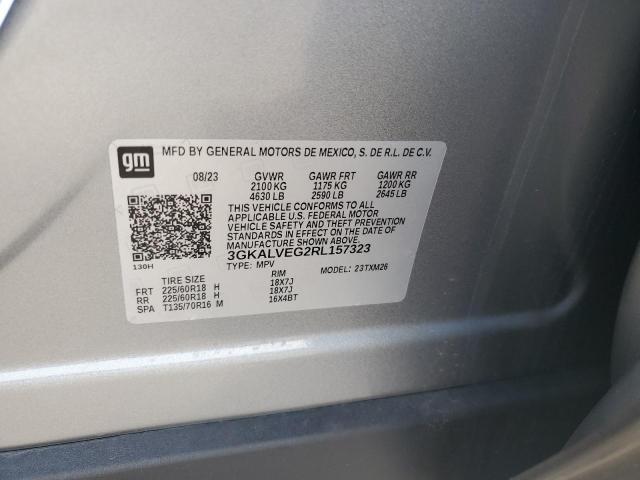 gm MFD BY GENERAL MOTORS DE MEXICO, S. DE R.L. DE C.V.
08/23 GVWR GAWR FRT GAWR RR
2100 KG 1175 KG 1200 KG
4630 LB 2590 LB 2645 LB
THIS VEHICLE CONFORMS TO ALL
APPLICABLE U.S. FEDERAL MOTOR
VEHICLE SAFETY AND THEFT PREVENTION
STANDARDS IN EFFECT ON THE DATE OF
MANUFACTURE SHOWN ABOVE.
3GKALVEG2RL157323
130H TYPE: MPV MODEL: 23TXM26
TIRE SIZE RIM
FRT 225/60R18 H 18X7J
RR 225/60R18 H 18X7J
SPA T135/70R16 M 16X4BT